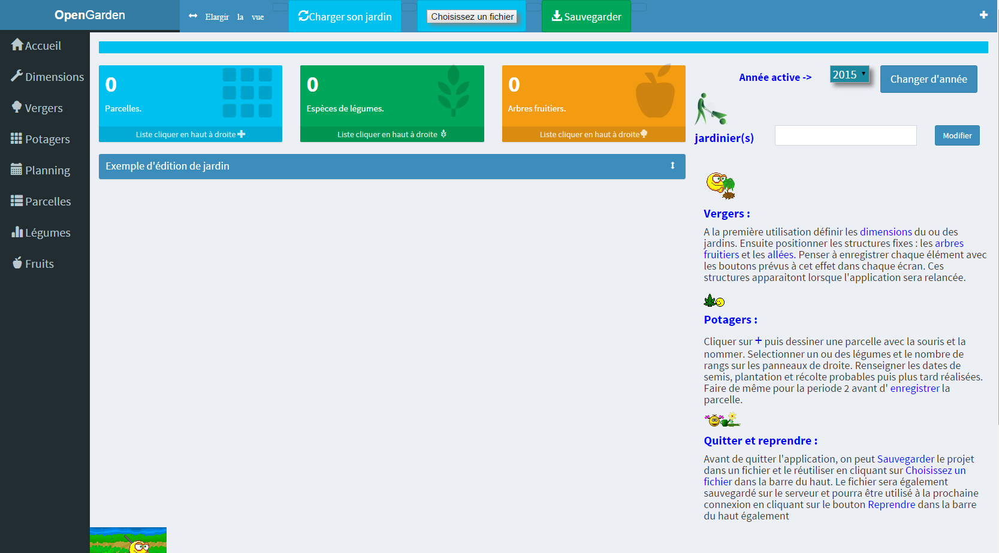 OpenGarden
Elargir la vue
Charger son jardin
Choisissez un fichier
Sauvegarder
Accueil
Dimensions
Vergers
Potagers
Planning
Parcelles
Légumes
Fruits
0
Parcelles.
Liste cliquer en haut à droite
0
Espèces de légumes.
Liste cliquer en haut à droite
0
Arbres fruitiers.
Liste cliquer en haut à droite
Exemple d'édition de jardin
Année active ->
2015
Changer d'année
jardinier(s)
Modifier
Vergers :
A la première utilisation définir les dimensions du ou des
jardins. Ensuite positionner les structures fixes : les arbres
fruitiers et les allées. Penser à enregistrer chaque élément avec
les boutons prévus à cet effet dans chaque écran. Ces
structures apparaitont lorsque l'application sera relancée.
Potagers :
Cliquer sur + puis dessiner une parcelle avec la souris et la
nommer. Selectionner un ou des légumes et le nombre de
rangs sur les panneaux de droite. Renseigner les dates de
semis, plantation et récolte probables puis plus tard réalisées.
Faire de même pour la periode 2 avant d' enregistrer la
parcelle.
Quitter et reprendre :
Avant de quitter l'application, on peut Sauvegarder le projet
dans un fichier et le réutiliser en cliquant sur Choisissez un
fichier dans la barre du haut. Le fichier sera également
sauvegardé sur le serveur et pourra être utilisé à la prochaine
connexion en cliquant sur le bouton Reprendre dans la barre
du haut également